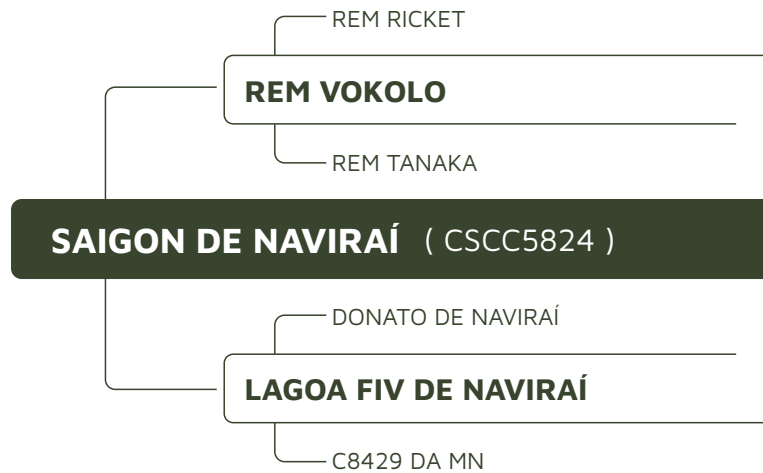 REM RICKET
REM VOKOLO
REM TANAKA
SAIGON DE NAVIRAÍ ( CSCC5824 )
DONATO DE NAVIRAÍ
LAGOA FIV DE NAVIRAÍ
C8429 DA MN